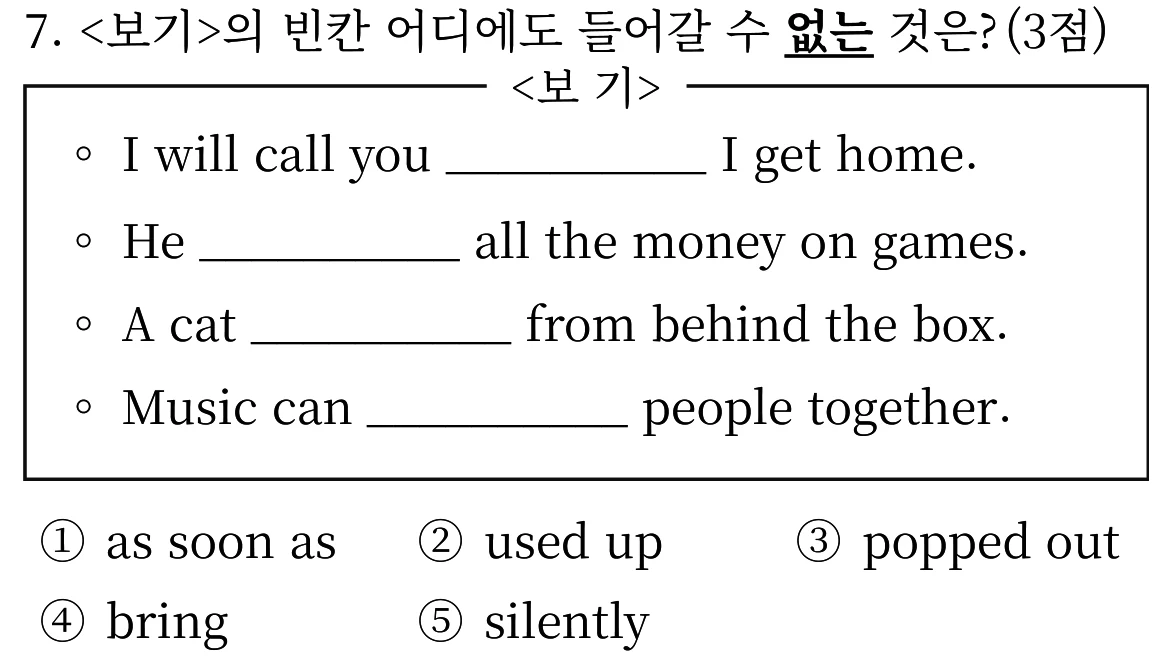 7. <보기>의 빈칸 어디에도 들어갈 수 없는 것은?(3점)
<보 기>
◦ I will call you __________ I get home.
◦ He __________ all the money on games.
◦ A cat __________ from behind the box.
◦ Music can __________ people together.
① as soon as ② used up ③ popped out
④ bring ⑤ silently